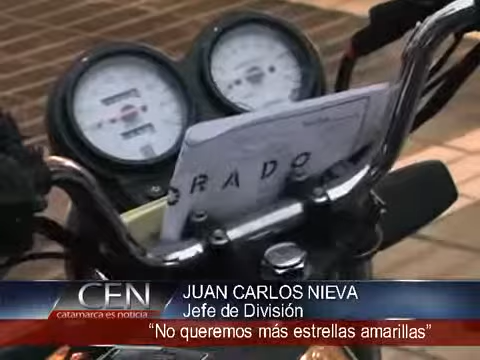 RADO
CEN
catamarca es noticia
JUAN CARLOS NIEVA
Jefe de División
“No queremos más estrellas amarillas”